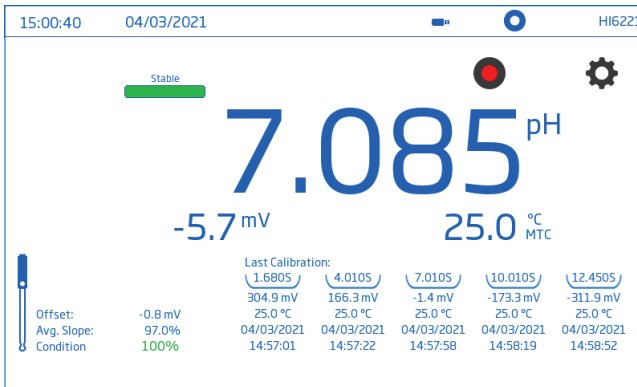 15:00:40 04/03/2021 HI6221
Stable
7.085 pH
-5.7 mV 25.0 °C
MTC
Last Calibration:
1.680S 4.010S 7.010S 10.010S 12.450S
304.9 mV 166.3 mV -1.4 mV -173.3 mV -311.9 mV
Offset: -0.8 mV 25.0 °C 25.0 °C 25.0 °C 25.0 °C 25.0 °C
Avg. Slope: 97.0% 04/03/2021 04/03/2021 04/03/2021 04/03/2021 04/03/2021
Condition 100% 14:57:01 14:57:22 14:57:58 14:58:19 14:58:52